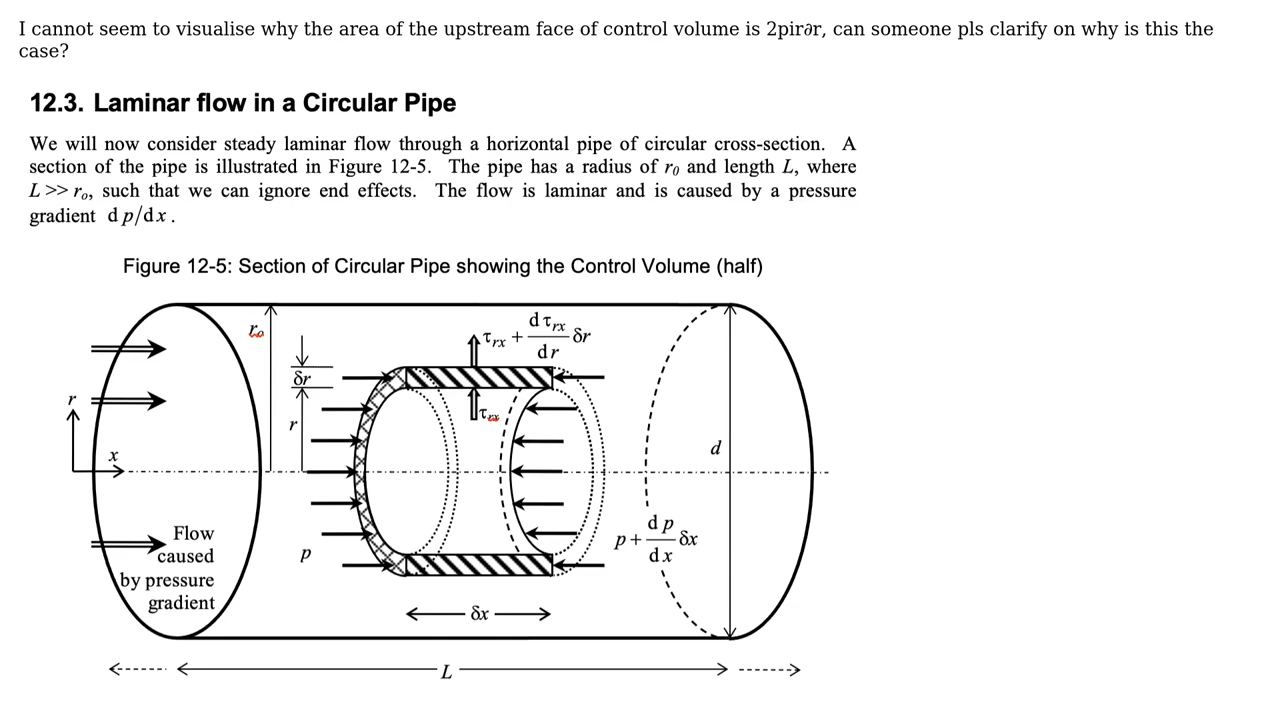 I cannot seem to visualise why the area of the upstream face of control volume is 2pir∂r, can someone pls clarify on why is this the
case?
12.3. Laminar flow in a Circular Pipe
We will now consider steady laminar flow through a horizontal pipe of circular cross-section. A
section of the pipe is illustrated in Figure 12-5. The pipe has a radius of r₀ and length L, where
L >> rₒ, such that we can ignore end effects. The flow is laminar and is caused by a pressure
gradient dp/dx.
Figure 12-5: Section of Circular Pipe showing the Control Volume (half)
rₒ
τrx + dτrx/dr δr
δr
τrx
r
r
x
d
Flow
caused
by pressure
gradient
p
p + dp/dx δx
δx
L